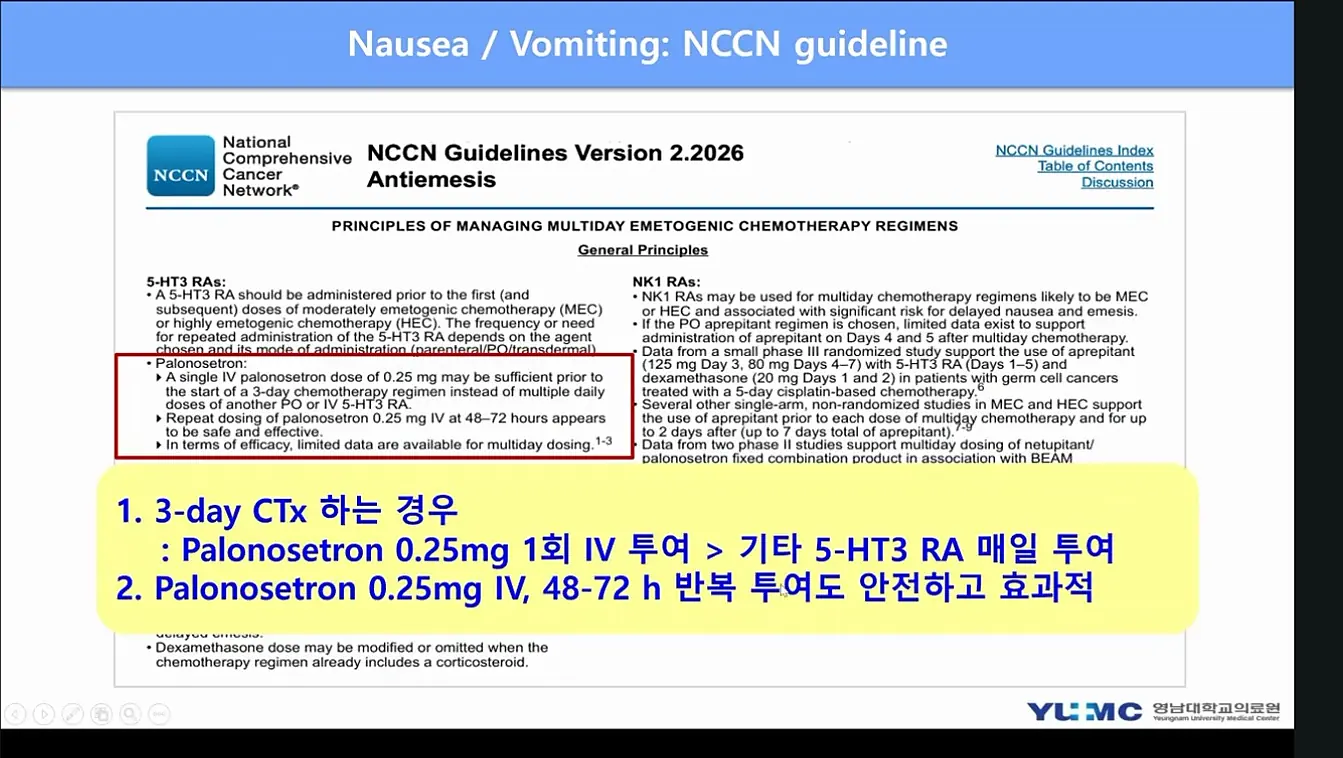 Nausea / Vomiting: NCCN guideline
NCCN
National
Comprehensive
Cancer
Network®
NCCN Guidelines Version 2.2026
Antiemesis
NCCN Guidelines Index
Table of Contents
Discussion
PRINCIPLES OF MANAGING MULTIDAY EMETOGENIC CHEMOTHERAPY REGIMENS
General Principles
5-HT3 RAs:
• A 5-HT3 RA should be administered prior to the first (and
subsequent) doses of moderately emetogenic chemotherapy (MEC)
or highly emetogenic chemotherapy (HEC). The frequency or need
for repeated administration of the 5-HT3 RA depends on the agent
chosen and its mode of administration (parenteral/PO/transdermal)
• Palonosetron:
A single IV palonosetron dose of 0.25 mg may be sufficient prior to
the start of a 3-day chemotherapy regimen instead of multiple daily
doses of another PO or IV 5-HT3 RA.
Repeat dosing of palonosetron 0.25 mg IV at 48–72 hours appears
to be safe and effective.
In terms of efficacy, limited data are available for multiday dosing.1-3
NK1 RAs:
• NK1 RAs may be used for multiday chemotherapy regimens likely to be MEC
or HEC and associated with significant risk for delayed nausea and emesis.
• If the PO aprepitant regimen is chosen, limited data exist to support
administration of aprepitant on Days 4 and 5 after multiday chemotherapy.
• Data from a small phase III randomized study support the use of aprepitant
(125 mg Day 3, 80 mg Days 4–7) with 5-HT3 RA (Days 1–5) and
dexamethasone (20 mg Days 1 and 2) in patients with germ cell cancers
treated with a 5-day cisplatin-based chemotherapy.6
• Several other single-arm, non-randomized studies in MEC and HEC support
the use of aprepitant prior to each dose of multiday chemotherapy and for up
to 2 days after (up to 7 days total of aprepitant).7-9
• Data from two phase II studies support multiday dosing of netupitant/
palonosetron fixed combination product in association with BEAM
1. 3-day CTx 하는 경우
: Palonosetron 0.25mg 1회 IV 투여 > 기타 5-HT3 RA 매일 투여
2. Palonosetron 0.25mg IV, 48-72 h 반복 투여도 안전하고 효과적
delayed emesis.
• Dexamethasone dose may be modified or omitted when the
chemotherapy regimen already includes a corticosteroid.
YUMC 영남대학교의료원
Yeungnam University Medical Center